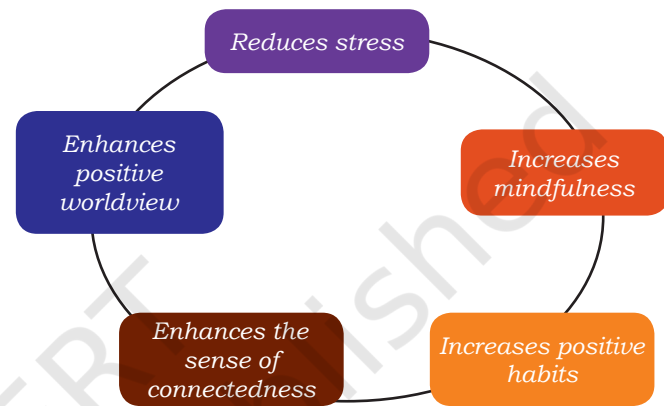 Reduces stress
Enhances
positive
worldview
Increases
mindfulness
Enhances the
sense of
connectedness
Increases positive
habits